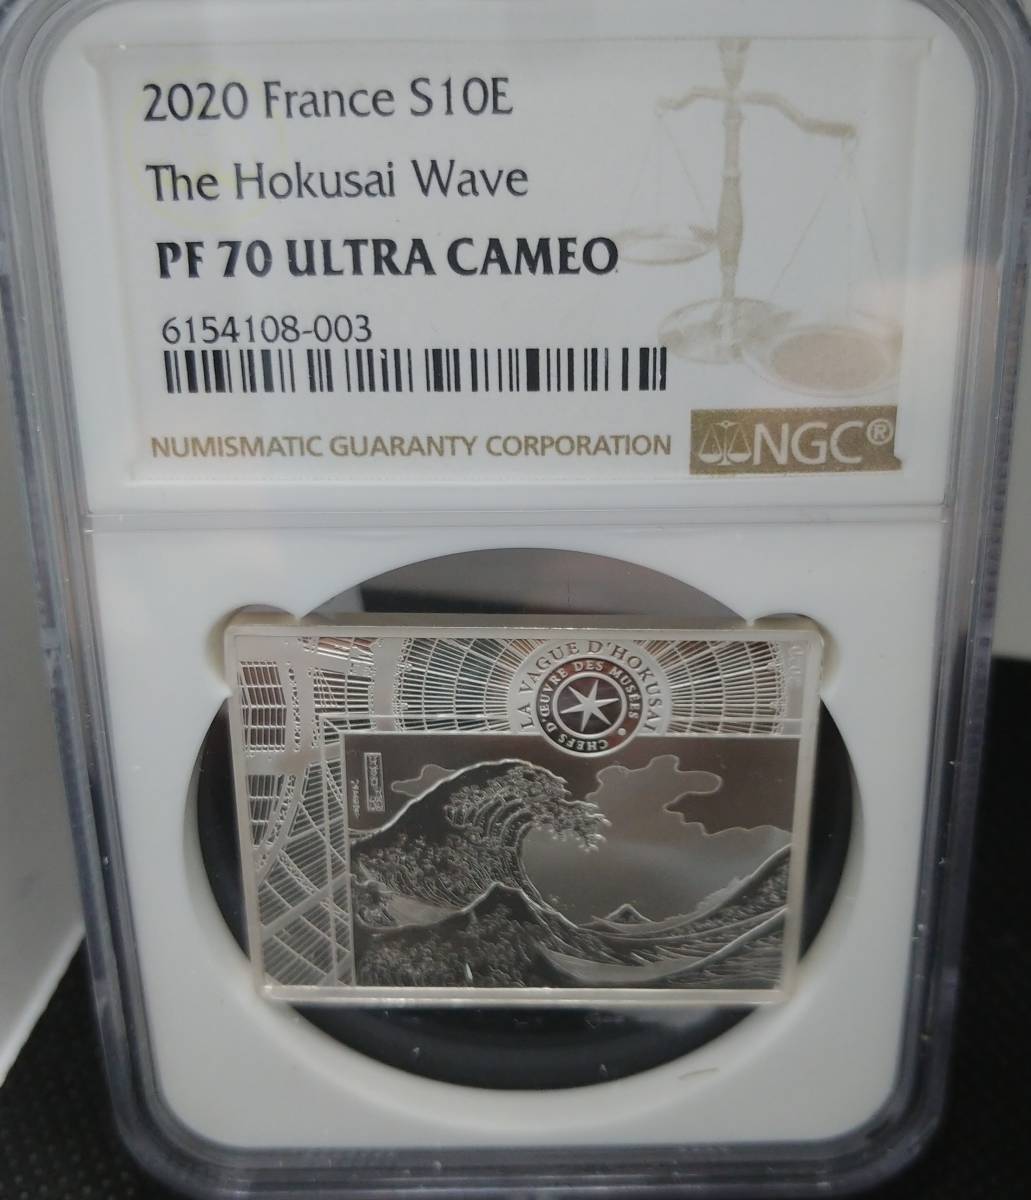 2020 France S10E
The Hokusai Wave
PF 70 ULTRA CAMEO
6154108-003
NUMISMATIC GUARANTY CORPORATION
NGC®
LA VAGUE D'HOKUSAI
CHEFS D'ŒUVRE DES MUSÉES